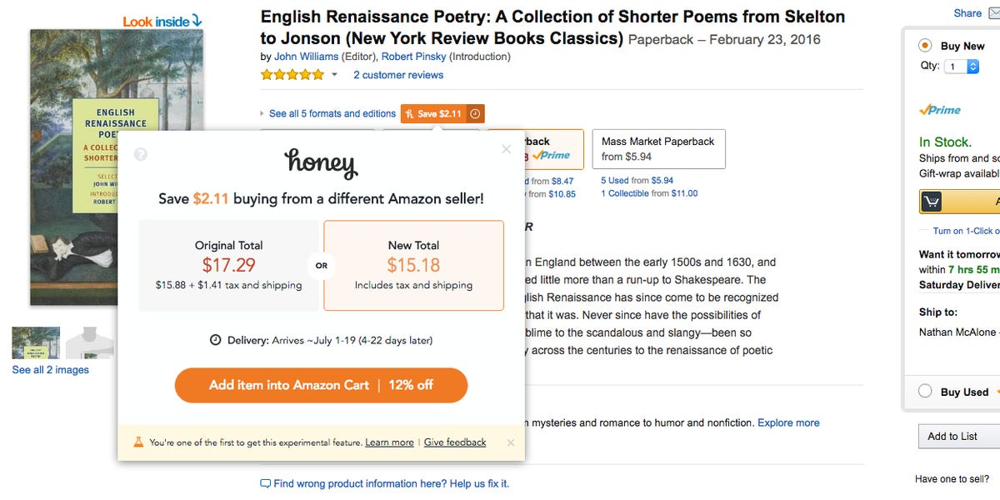 Look inside
English Renaissance Poetry: A Collection of Shorter Poems from Skelton
to Jonson (New York Review Books Classics) Paperback – February 23, 2016
by John Williams (Editor), Robert Pinsky (Introduction)
2 customer reviews
See all 5 formats and editions
Save $2.11
Mass Market Paperback
from $5.94
Prime
from $8.47
from $10.85
5 Used from $5.94
1 Collectible from $11.00
ENGLISH
RENAISSANCE
honey
Save $2.11 buying from a different Amazon seller!
Original Total
$17.29
$15.88 + $1.41 tax and shipping
OR
New Total
$15.18
Includes tax and shipping
Delivery: Arrives ~July 1-19 (4-22 days later)
Add item into Amazon Cart | 12% off
You're one of the first to get this experimental feature. Learn more | Give feedback
n England between the early 1500s and 1630, and
ed little more than a run-up to Shakespeare. The
glish Renaissance has since come to be recognized
that it was. Never since have the possibilities of
blime to the scandalous and slangy—been so
y across the centuries to the renaissance of poetic
n mysteries and romance to humor and nonfiction. Explore more
Find wrong product information here? Help us fix it.
See all 2 images
Share
Buy New
Qty: 1
Prime
In Stock.
Ships from and so
Gift-wrap availabl
A
Turn on 1-Click o
Want it tomorrow
within 7 hrs 55 m
Saturday Deliver
Ship to:
Nathan McAlone
Buy Used
Add to List
Have one to sell?